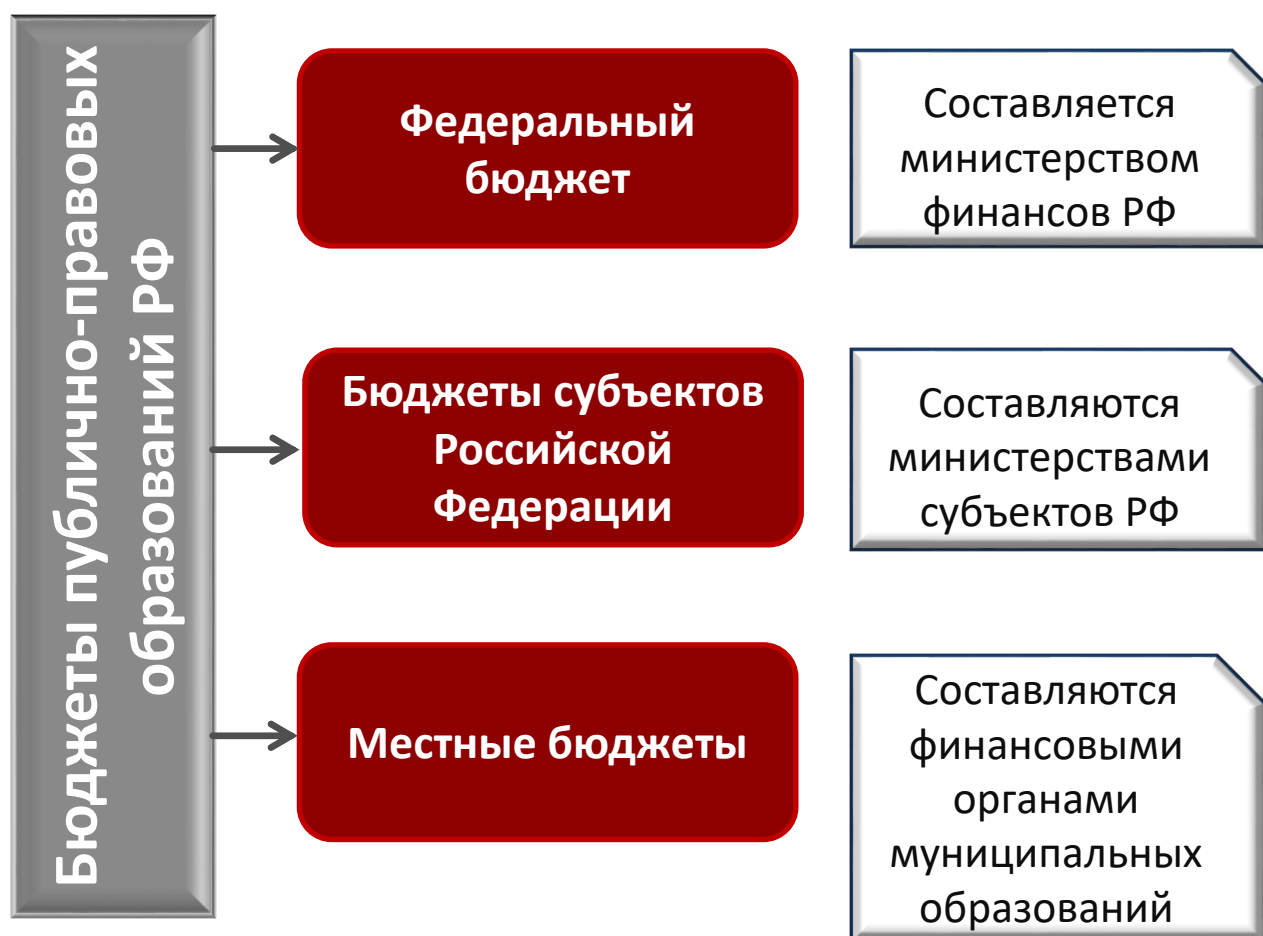 Бюджеты публично-правовых
образований РФ
Федеральный
бюджет
Составляется
министерством
финансов РФ
Бюджеты субъектов
Российской
Федерации
Составляются
министерствами
субъектов РФ
Местные бюджеты
Составляются
финансовыми
органами
муниципальных
образований